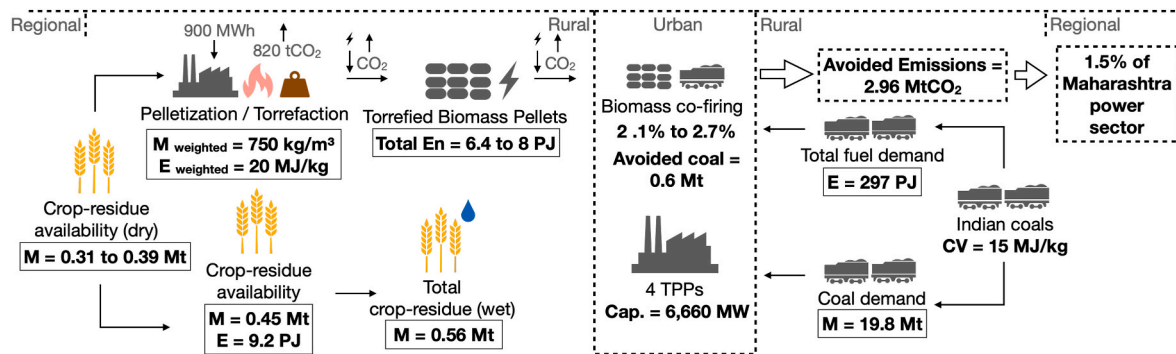 Regional
Rural
Urban
Rural
Regional
900 MWh
820 tCO₂
CO₂
CO₂
Pelletization / Torrefaction
M weighted = 750 kg/m³
E weighted = 20 MJ/kg
Torrefied Biomass Pellets
Total En = 6.4 to 8 PJ
Biomass co-firing
2 .1% to 2.7%
Avoided coal =
0.6 Mt
Avoided Emissions =
2.96 MtCO₂
1.5% of
Maharashtra
power
sector
Total fuel demand
E = 297 PJ
Crop-residue
availability (dry)
M = 0.31 to 0.39 Mt
Crop-residue
availability
M = 0.45 Mt
E = 9.2 PJ
Total
crop-residue (wet)
M = 0.56 Mt
4 TPPs
Cap. = 6,660 MW
Indian coals
CV = 15 MJ/kg
Coal demand
M = 19.8 Mt